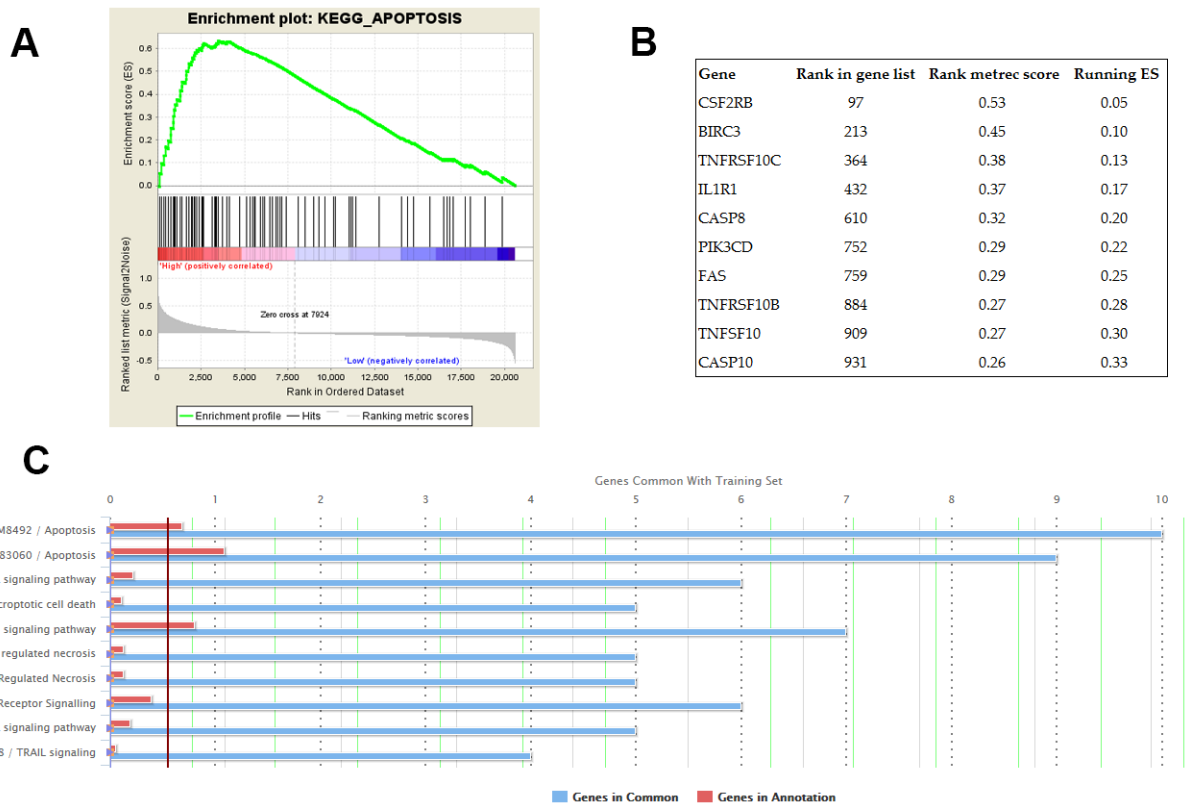 A
Enrichment plot: KEGG_APOPTOSIS
Enrichment score (ES)
0.6
0.5
0.4
0.3
0.2
0.1
0.0
'High' (positively correlated)
Ranked list metric (Signal2Noise)
1.0
0.5
0.0
-0.5
Zero cross at 7924
'Low' (negatively correlated)
0 2,500 5,000 7,500 10,000 12,500 15,000 17,500 20,000
Rank in Ordered Dataset
Enrichment profile Hits Ranking metric scores
B
Gene Rank in gene list Rank metrec score Running ES
CSF2RB 97 0.53 0.05
BIRC3 213 0.45 0.10
TNFRSF10C 364 0.38 0.13
IL1R1 432 0.37 0.17
CASP8 610 0.32 0.20
PIK3CD 752 0.29 0.22
FAS 759 0.29 0.25
TNFRSF10B 884 0.27 0.28
TNFSF10 909 0.27 0.30
CASP10 931 0.26 0.33
C
Genes Common With Training Set
0 1 2 3 4 5 6 7 8 9 10
M8492 / Apoptosis
83060 / Apoptosis
signaling pathway
croptotic cell death
signaling pathway
regulated necrosis
Regulated Necrosis
Receptor Signalling
signaling pathway
8 / TRAIL signaling
Genes in Common Genes in Annotation